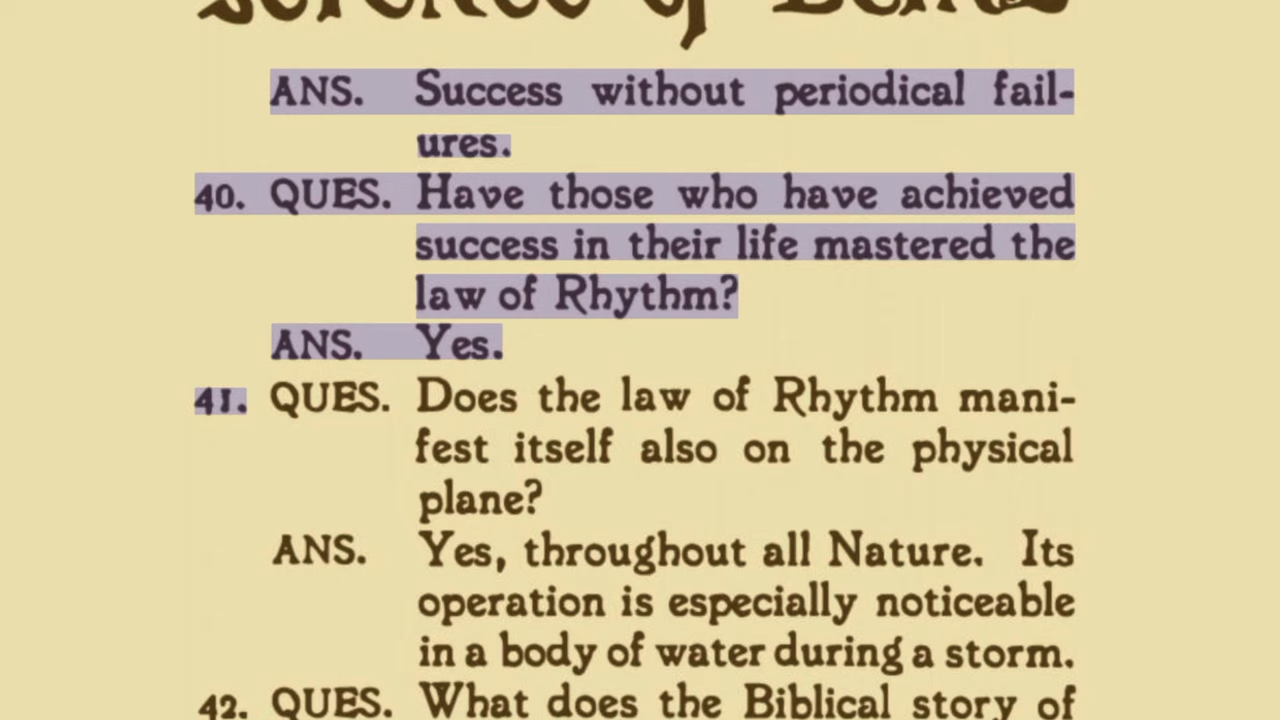 Science of Being
ANS. Success without periodical fail-
ures.
40. QUES. Have those who have achieved
success in their life mastered the
law of Rhythm?
ANS. Yes.
41. QUES. Does the law of Rhythm mani-
fest itself also on the physical
plane?
ANS. Yes, throughout all Nature. Its
operation is especially noticeable
in a body of water during a storm.
42. QUES. What does the Biblical story of